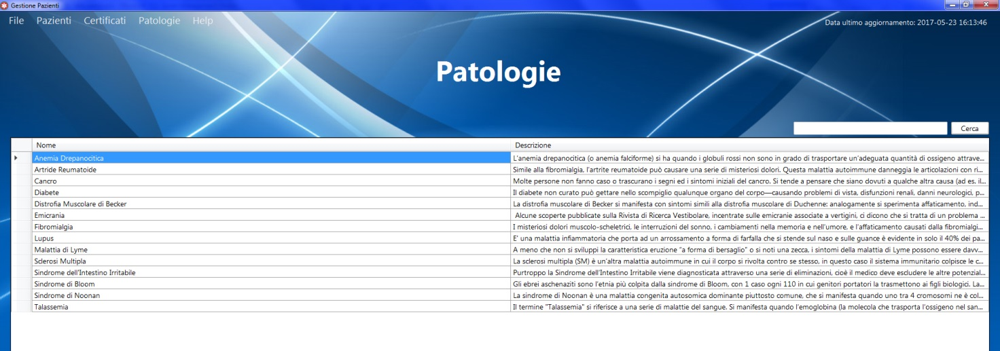 Gestione Pazienti
File Pazienti Certificati Patologie Help
Data ultimo aggiornamento: 2017-05-23 16:13:46
Patologie
Cerca
Nome Descrizione
Anemia Drepanocitica L'anemia drepanocitica (o anemia falciforme) si ha quando i globuli rossi non sono in grado di trasportare un'adeguata quantità di ossigeno attrave...
Artride Reumatoide Simile alla fibromialgia, l'artrite reumatoide può causare una serie di misteriosi dolori. Questa malattia autoimmune danneggia le articolazioni con ri...
Cancro Molte persone non fanno caso o trascurano i segni ed i sintomi iniziali del cancro. Si tende a pensare che siano dovuti a qualche altra causa (ad es. il...
Diabete Il diabete non curato può gettare nello scompiglio qualunque organo del corpo—causando problemi di vista, disfunzioni renali, danni neurologici, p...
Distrofia Muscolare di Becker La distrofia muscolare di Becker si manifesta con sintomi simili alla distrofia muscolare di Duchenne: analogamente si sperimenta affaticamento, ind...
Emicrania Alcune scoperte pubblicate sulla Rivista di Ricerca Vestibolare, incentrate sulle emicranie associate a vertigini, ci dicono che si tratta di un problema ...
Fibromialgia I misteriosi dolori muscolo-scheletrici, le interruzioni del sonno, i cambiamenti nella memoria e nell'umore, e l'affaticamento causati dalla fibromialgi...
Lupus E' una malattia infiammatoria che porta ad un arrossamento a forma di farfalla che si stende sul naso e sulle guance è evidente in solo il 40% dei pa...
Malattia di Lyme A meno che non si sviluppi la caratteristica eruzione "a forma di bersaglio" o si noti una zecca, i sintomi della malattia di Lyme possono essere davv...
Sclerosi Multipla La sclerosi multipla (SM) è un'altra malattia autoimmune in cui il corpo si rivolta contro se stesso, in questo caso il sistema immunitario colpisce le c...
Sindrome dell'Intestino Irritabile Purtroppo la Sindrome dell'Intestino Irritabile viene diagnosticata attraverso una serie di eliminazioni, cioè il medico deve escludere le altre potenzial...
Sindrome di Bloom Gli ebrei aschenaziti sono l'etnia più colpita dalla sindrome di Bloom, con 1 caso ogni 110 in cui genitori portatori la trasmettono ai figli biologici. La...
Sindrome di Noonan La sindrome di Noonan è una malattia congenita autosomica dominante piuttosto comune, che si manifesta quando uno tra 4 cromosomi ne è col...
Talassemia Il termine "Talassemia" si riferisce a una serie di malattie del sangue. Si manifesta quando l'emoglobina (la molecola che trasporta l'ossigeno nel san...